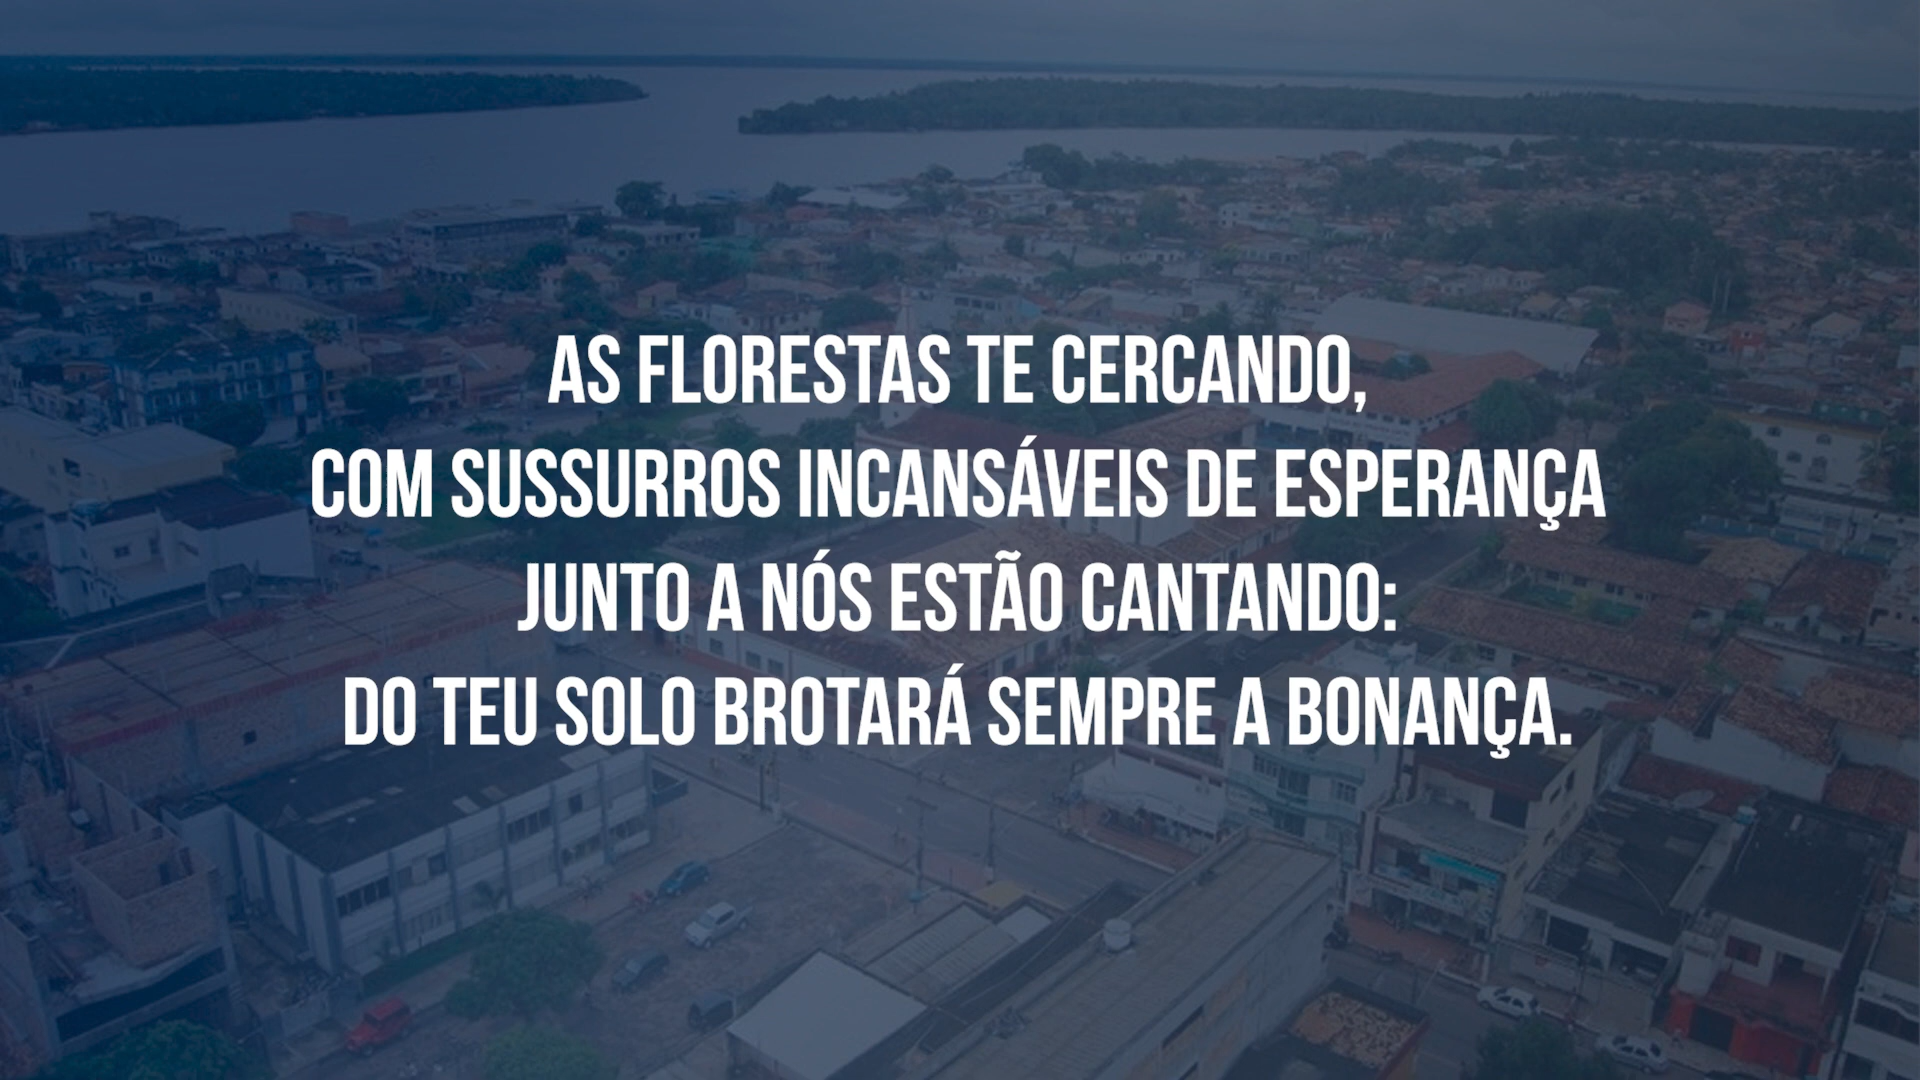 AS FLORESTAS TE CERCANDO,
COM SUSSURROS INCANSÁVEIS DE ESPERANÇA
JUNTO A NÓS ESTÃO CANTANDO:
DO TEU SOLO BROTARÁ SEMPRE A BONANÇA.